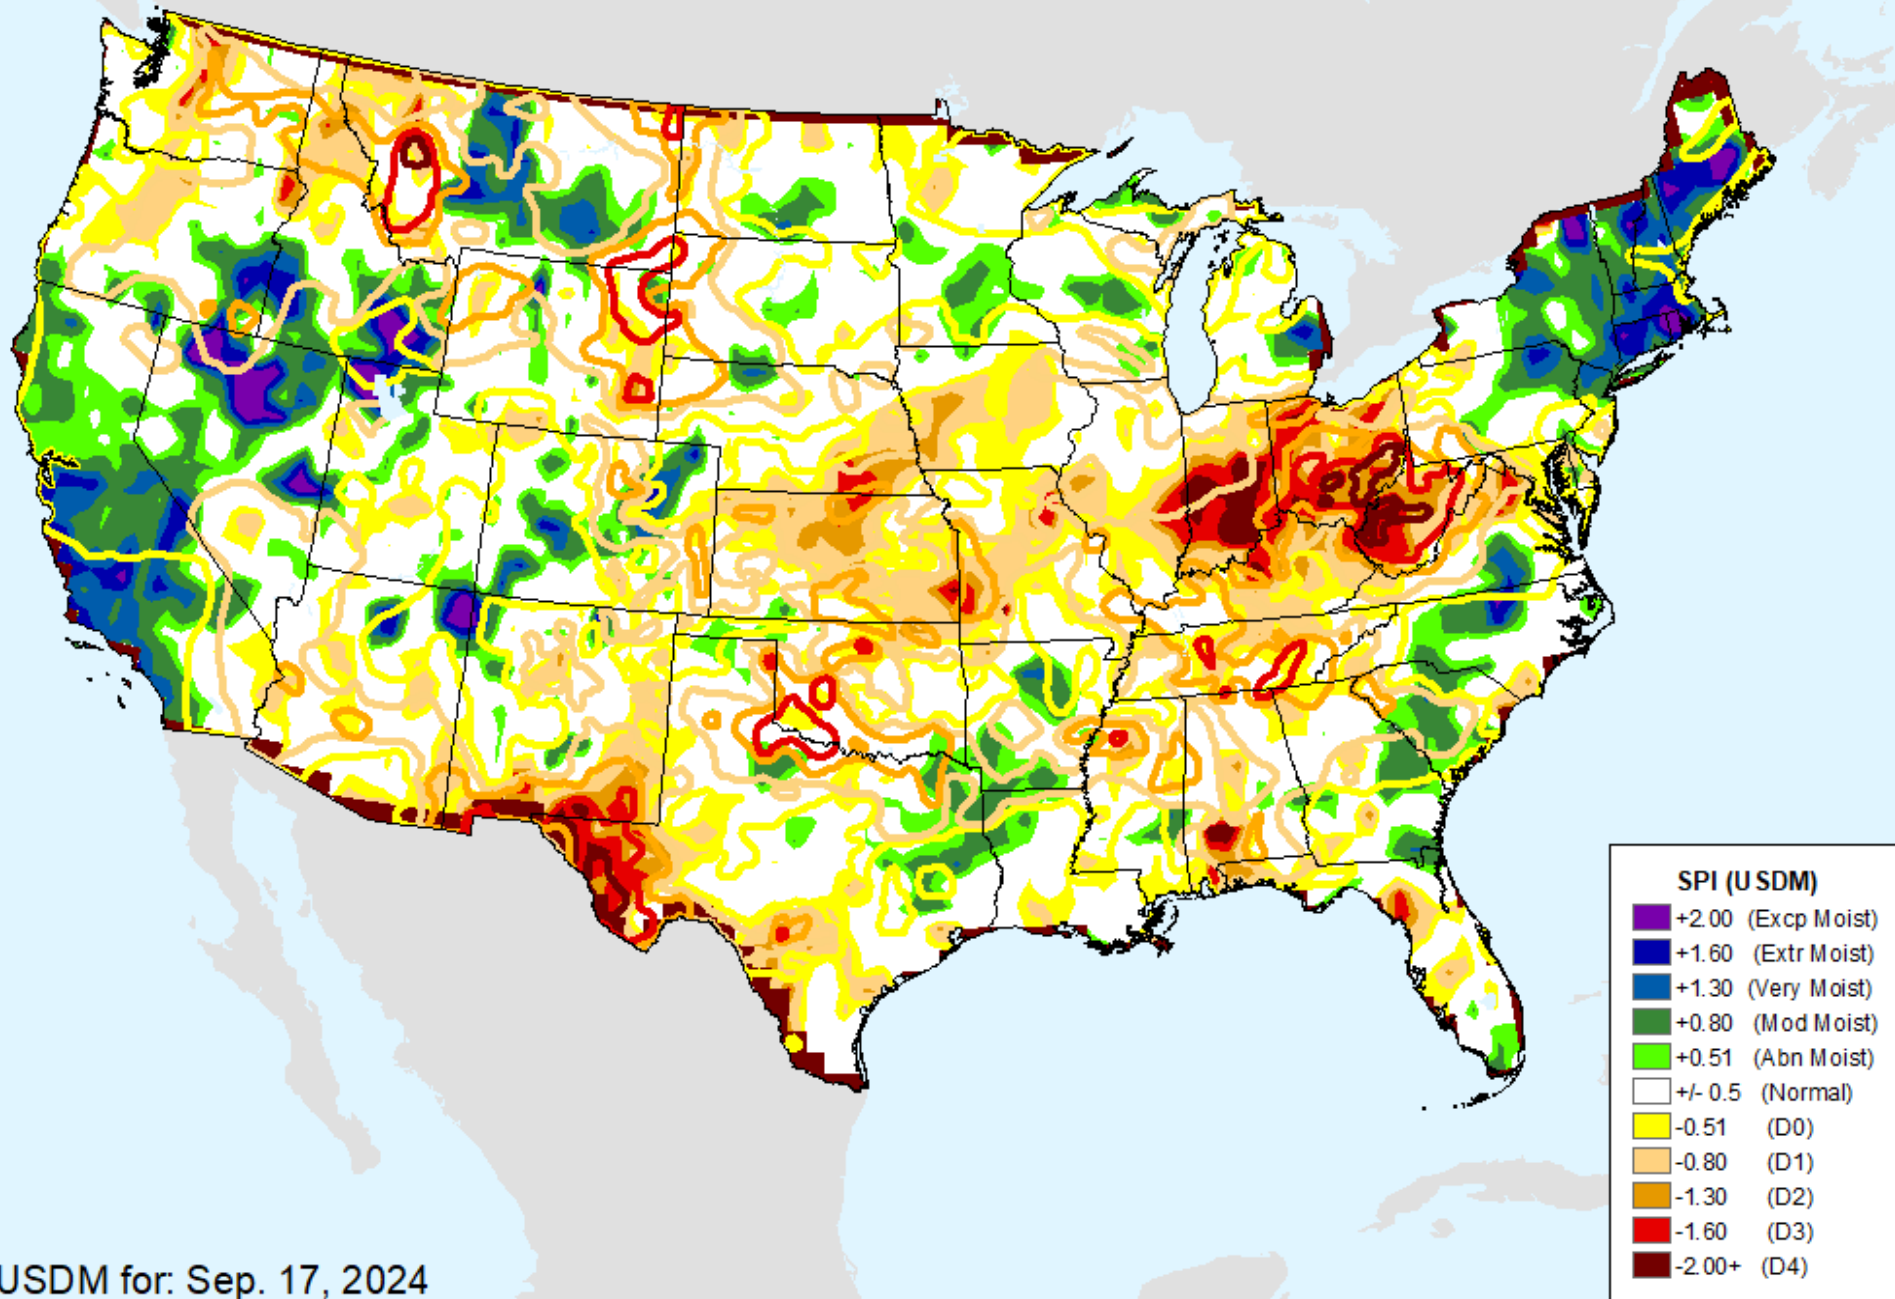 SPI (USDM)
+2.00 (Excp Moist)
+1.60 (Extr Moist)
+1.30 (Very Moist)
+0.80 (Mod Moist)
+0.51 (Abn Moist)
+/- 0.5 (Normal)
-0.51 (D0)
-0.80 (D1)
-1.30 (D2)
-1.60 (D3)
-2.00+ (D4)
USDM for: Sep. 17, 2024